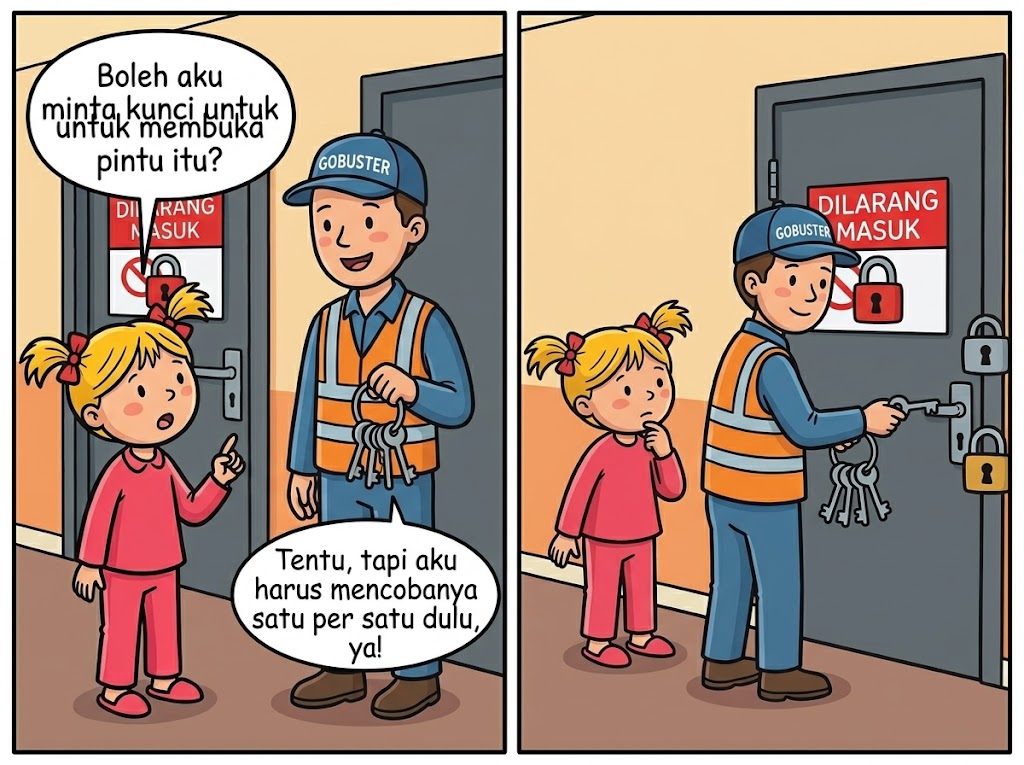 Boleh aku
minta kunci untuk
untuk membuka
pintu itu?
GOBUSTER
DILARANG
MASUK
Tentu, tapi aku
harus mencobanya
satu per satu dulu,
ya!
GOBUSTER
DILARANG
MASUK